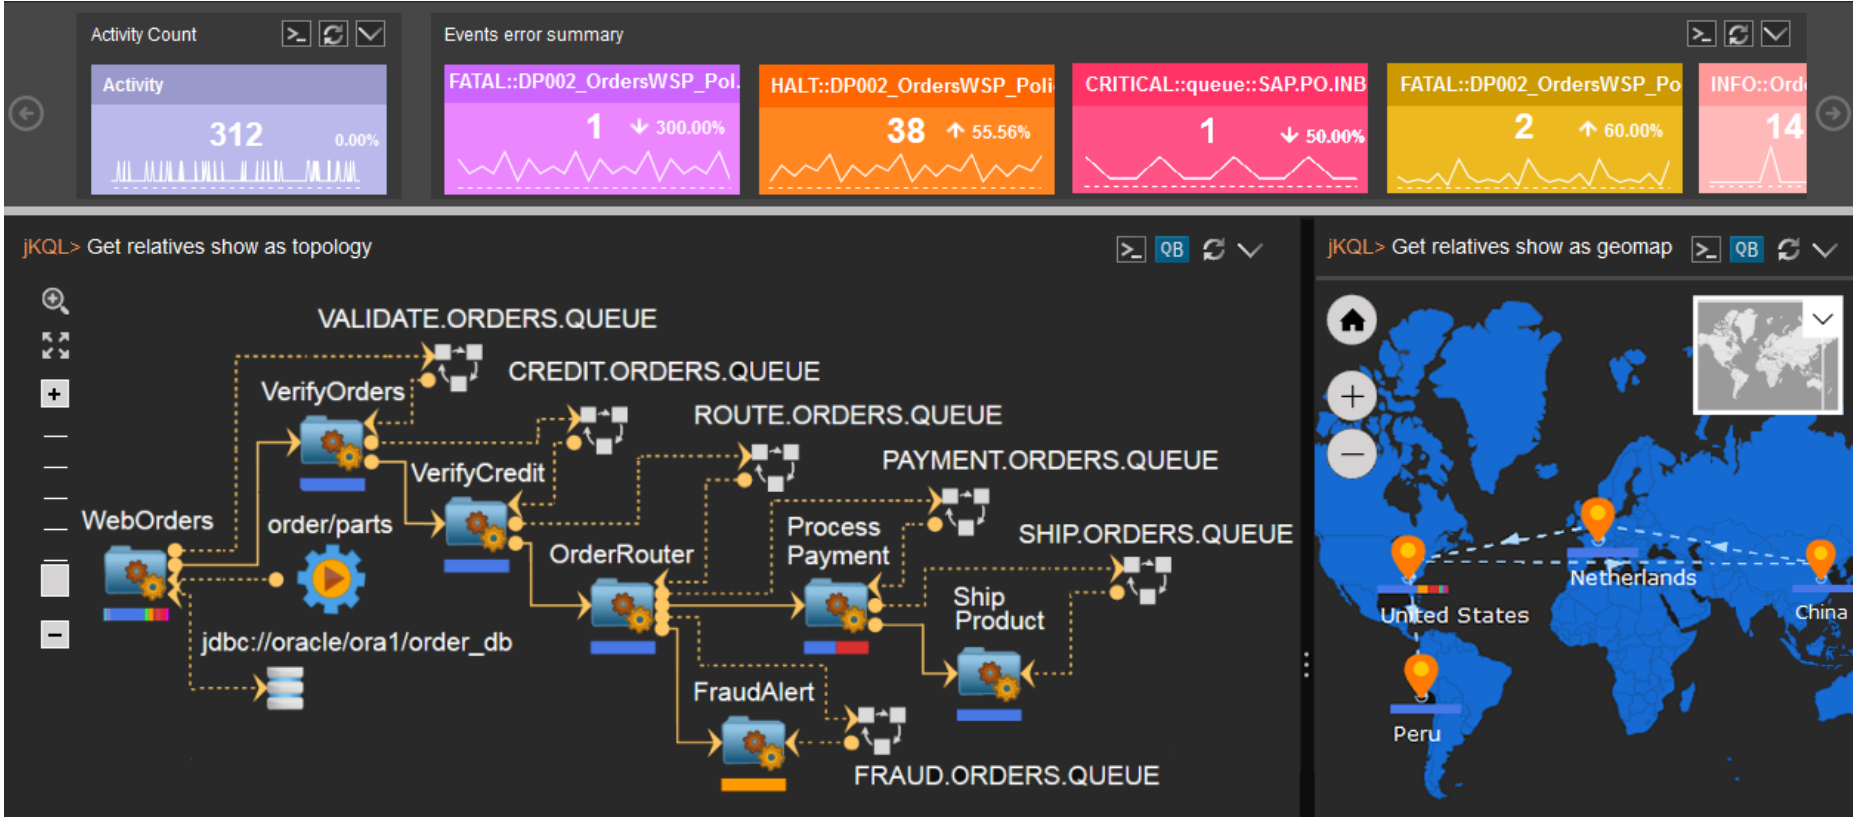 Activity Count
Events error summary
Activity
312
0.00%
FATAL::DP002_OrdersWSP_Pol.
1
300.00%
HALT::DP002_OrdersWSP_Poli
38
55.56%
CRITICAL::queue::SAP.PO.INB
1
50.00%
FATAL::DP002_OrdersWSP_Po
2
60.00%
INFO::Orde
14
jKQL> Get relatives show as topology
QB
jKQL> Get relatives show as geomap
QB
VALIDATE.ORDERS.QUEUE
CREDIT.ORDERS.QUEUE
VerifyOrders
ROUTE.ORDERS.QUEUE
VerifyCredit
PAYMENT.ORDERS.QUEUE
WebOrders
order/parts
Process
Payment
SHIP.ORDERS.QUEUE
OrderRouter
Ship
Product
jdbc://oracle/ora1/order_db
FraudAlert
FRAUD.ORDERS.QUEUE
Netherlands
United States
China
Peru